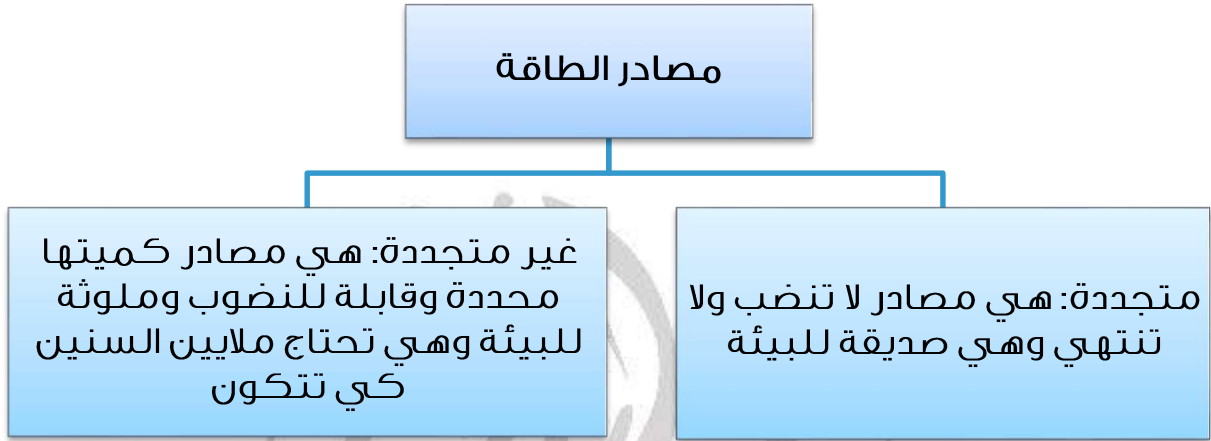 مصادر الطاقة
متجددة: هي مصادر لا تنضب ولا
تنتهي وهي صديقة للبيئة
غير متجددة: هي مصادر كميتها
محددة وقابلة للنضوب وملوثة
للبيئة وهي تحتاج ملايين السنين
كي تتكون